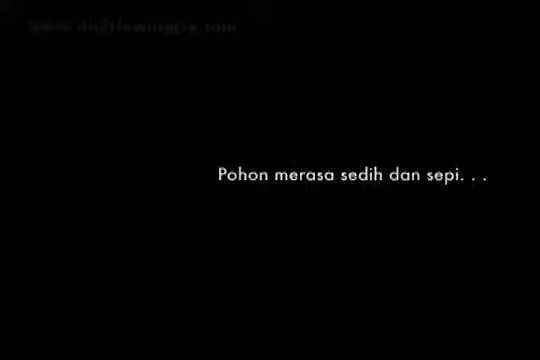 Pohon merasa sedih dan sepi. . .